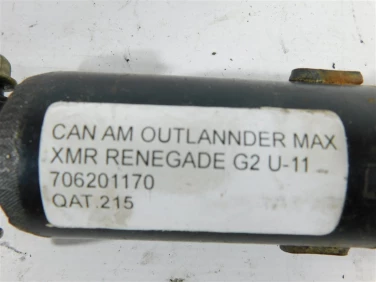 CAN AM OUTLANNDER MAX
XMR RENEGADE G2 U-11
706201170
QAT.215